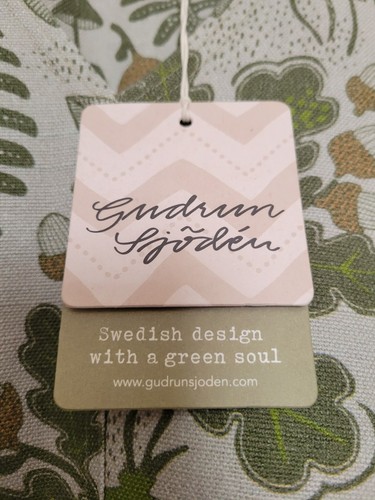 Gudrun
Sjödén
Swedish design
with a green soul
www.gudrunsjoden.com